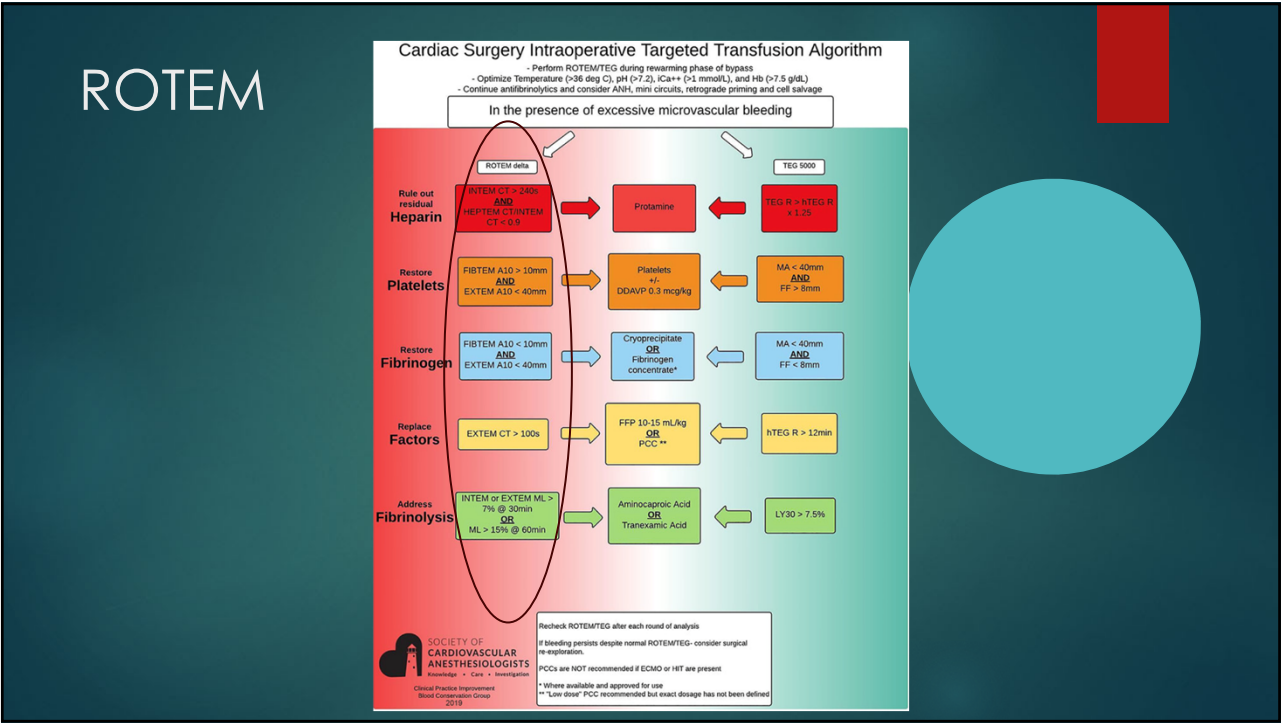 ROTEM
Cardiac Surgery Intraoperative Targeted Transfusion Algorithm
- Perform ROTEM/TEG during rewarming phase of bypass
- Optimize Temperature (>36 deg C), pH (>7.2), iCa++ (>1 mmol/L), and Hb (>7.5 g/dL)
- Continue antifibrinolytics and consider ANH, mini circuits, retrograde priming and cell salvage
In the presence of excessive microvascular bleeding
ROTEM delta
TEG 5000
Rule out
residual
Heparin
INTEM CT > 240s
AND
HEPTEM CT/INTEM
CT < 0.9
Protamine
TEG R > hTEG R
x 1.25
Restore
Platelets
FIBTEM A10 > 10mm
AND
EXTEM A10 < 40mm
Platelets
+/-
DDAVP 0.3 mcg/kg
MA < 40mm
AND
FF > 8mm
Restore
Fibrinogen
FIBTEM A10 < 10mm
AND
EXTEM A10 < 40mm
Cryoprecipitate
OR
Fibrinogen
concentrate*
MA < 40mm
AND
FF < 8mm
Replace
Factors
EXTEM CT > 100s
FFP 10-15 mL/kg
OR
PCC **
hTEG R > 12min
Address
Fibrinolysis
INTEM or EXTEM ML >
7% @ 30min
OR
ML > 15% @ 60min
Aminocaproic Acid
OR
Tranexamic Acid
LY30 > 7.5%
SOCIETY OF
CARDIOVASCULAR
ANESTHESIOLOGISTS
Knowledge • Care • Investigation
Clinical Practice Improvement
Blood Conservation Group
2019
Recheck ROTEM/TEG after each round of analysis
If bleeding persists despite normal ROTEM/TEG- consider surgical
re-exploration.
PCCs are NOT recommended if ECMO or HIT are present
* Where available and approved for use
** "Low dose" PCC recommended but exact dosage has not been defined